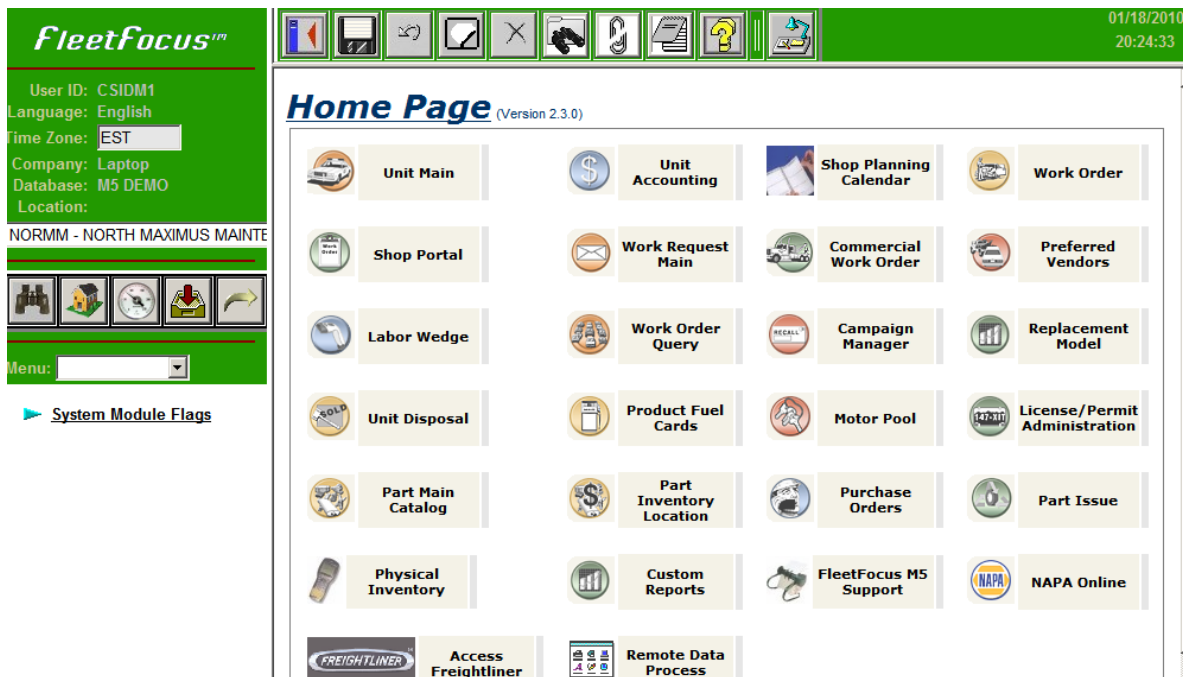 FleetFocus™
01/18/2010
20:24:33
User ID: CSIDM1
Language: English
Time Zone: EST
Company: Laptop
Database: M5 DEMO
Location:
NORMM - NORTH MAXIMUS MAINTE
Menu:
System Module Flags
Home Page (Version 2.3.0)
Unit Main
Unit
Accounting
Shop Planning
Calendar
Work Order
Shop Portal
Work Request
Main
Commercial
Work Order
Preferred
Vendors
Labor Wedge
Work Order
Query
RECALL
Campaign
Manager
Replacement
Model
SOLD
Unit Disposal
Product Fuel
Cards
Motor Pool
License/Permit
Administration
Part Main
Catalog
Part
Inventory
Location
Purchase
Orders
Part Issue
Physical
Inventory
Custom
Reports
FleetFocus M5
Support
NAPA
NAPA Online
FREIGHTLINER
Access
Freightliner
Remote Data
Process